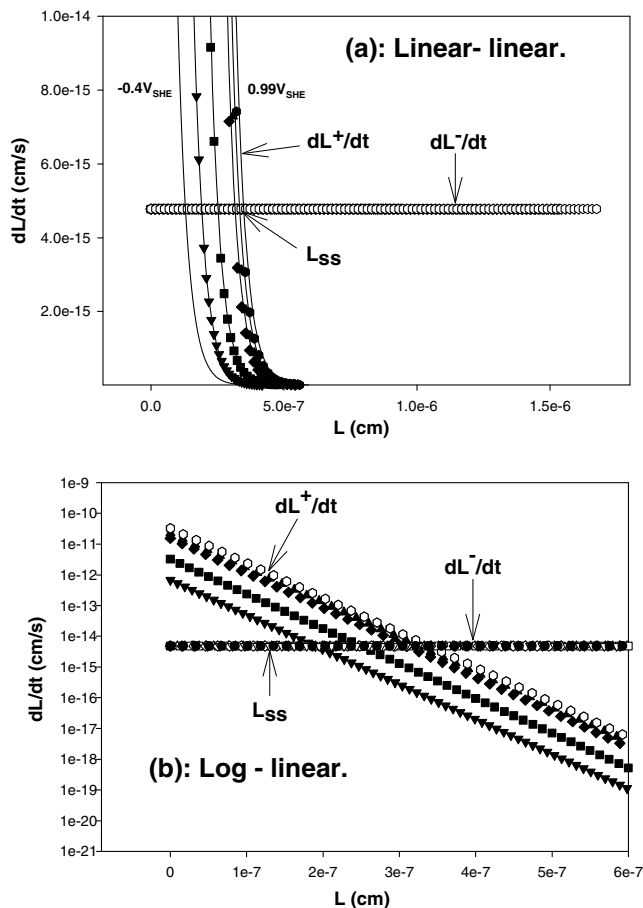 (a): Linear- linear.
1.0e-14
8.0e-15
6.0e-15
4.0e-15
2.0e-15
dL/dt (cm/s)
-0.4VSHE
0.99VSHE
dL+/dt
dL-/dt
Lss
0.0
5.0e-7
1.0e-6
1.5e-6
L (cm)
1e-9
1e-10
1e-11
1e-12
1e-13
1e-14
1e-15
1e-16
1e-17
1e-18
1e-19
1e-20
1e-21
dL/dt (cm/s)
dL+/dt
dL-/dt
Lss
(b): Log - linear.
0
1e-7
2e-7
3e-7
4e-7
5e-7
6e-7
L (cm)